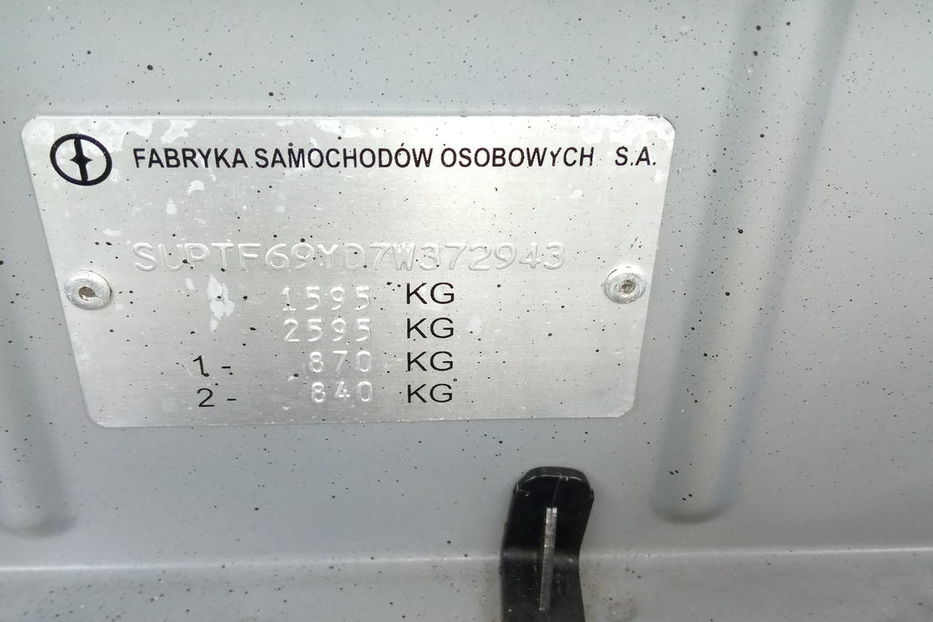 FABRYKA SAMOCHODÓW OSOBOWYCH S.A.
SUPTF69YD7W372943
1595 KG
2595 KG
1- 870 KG
2- 840 KG